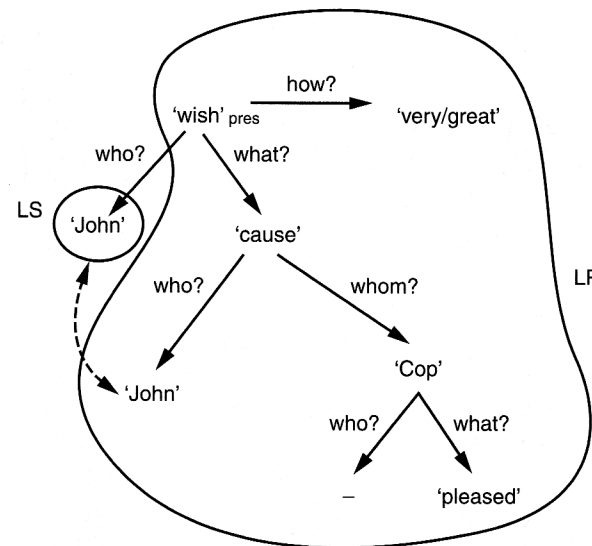 how?
'wish' pres
'very/great'
who?
what?
LS
'John'
'cause'
who?
whom?
'John'
'Cop'
who?
what?
–
'pleased'